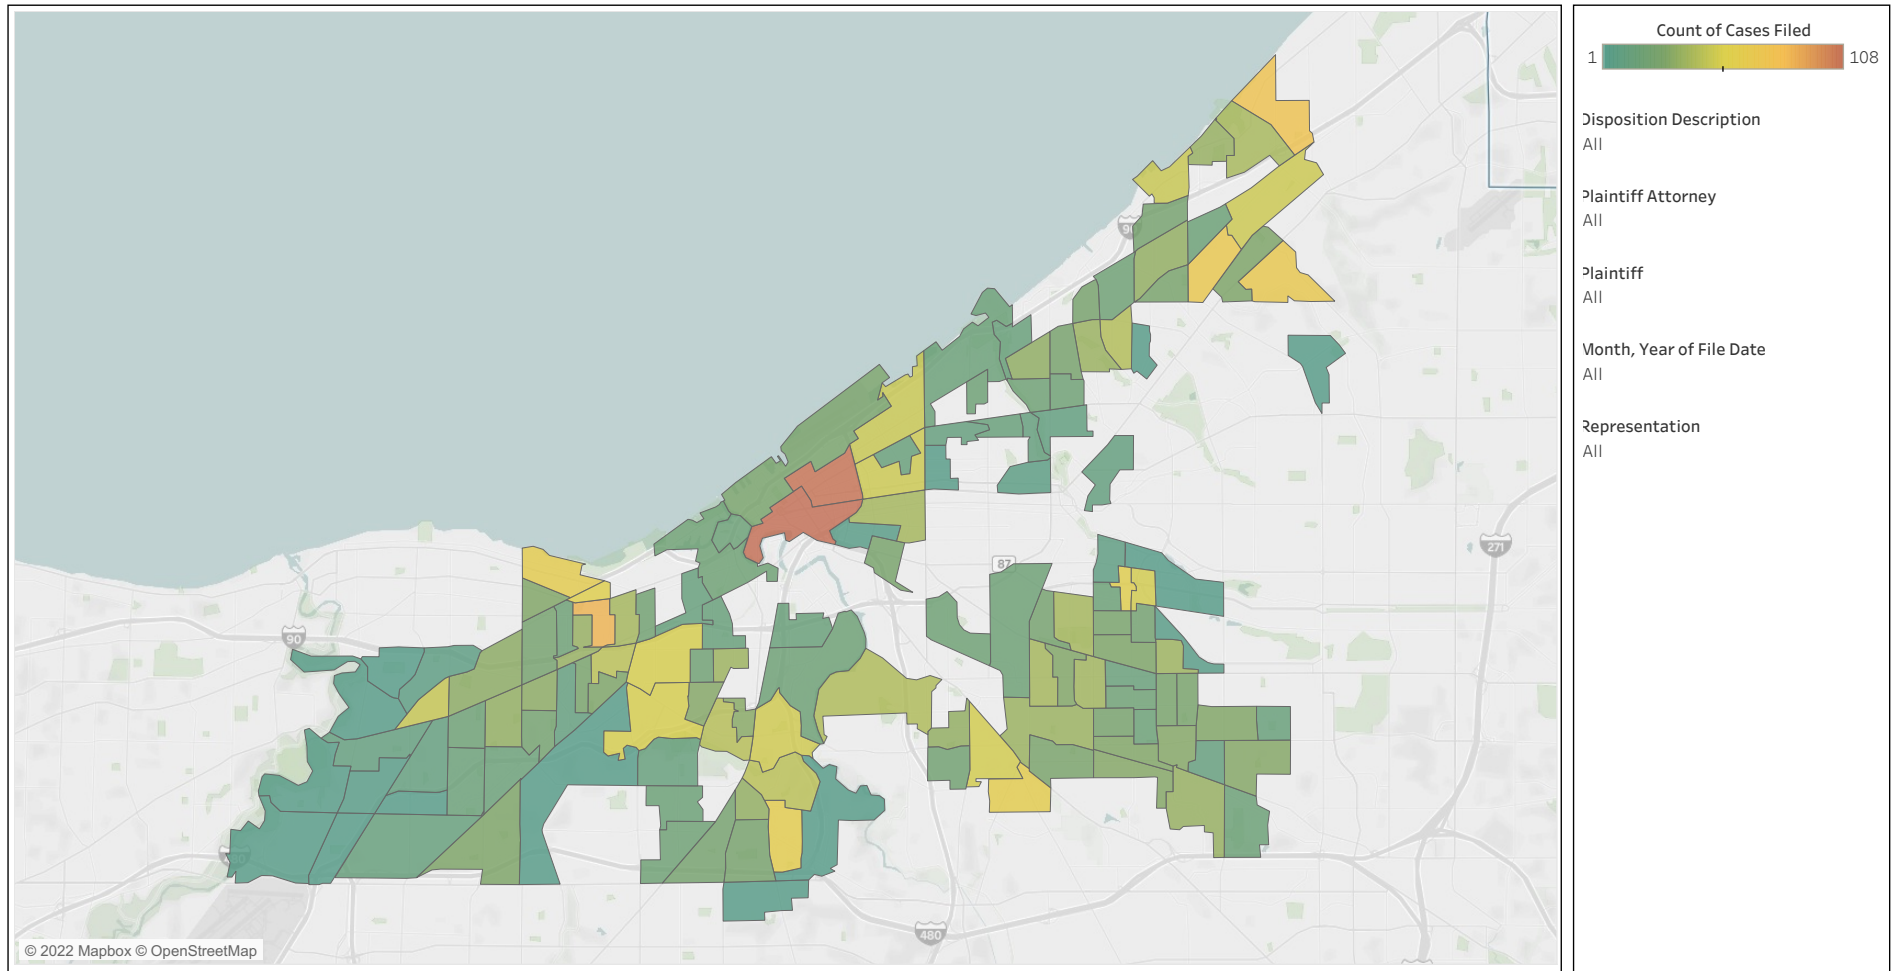 Count of Cases Filed
1
108
Disposition Description
All
Plaintiff Attorney
All
Plaintiff
All
Month, Year of File Date
All
Representation
All
271
87
90
480
© 2022 Mapbox © OpenStreetMap